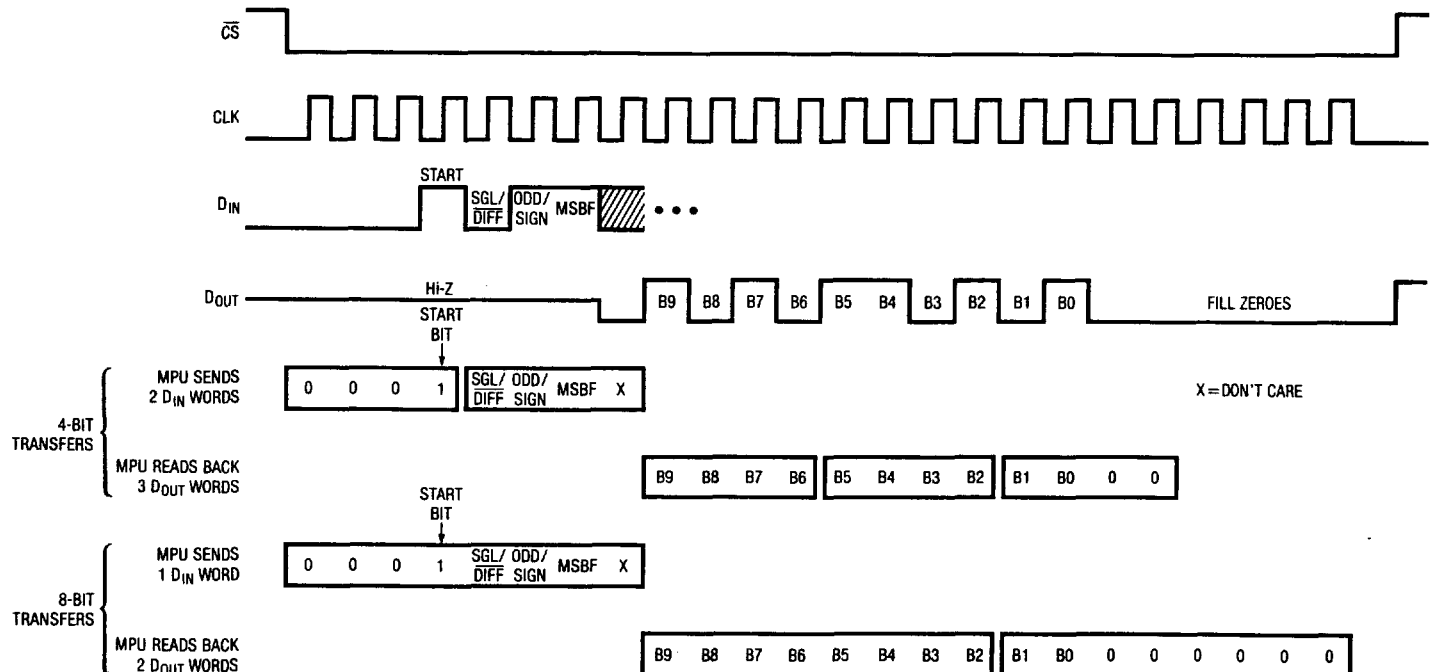 CS
CLK
START
DIN
SGL/ DIFF ODD/ SIGN MSBF
DOUT
Hi-Z
B9 B8 B7 B6 B5 B4 B3 B2 B1 B0 FILL ZEROES
START
BIT
4-BIT
TRANSFERS
MPU SENDS
2 DIN WORDS
0 0 0 1 SGL/ DIFF ODD/ SIGN MSBF X
X=DON'T CARE
MPU READS BACK
3 DOUT WORDS
B9 B8 B7 B6 B5 B4 B3 B2 B1 B0 0 0
START
BIT
8-BIT
TRANSFERS
MPU SENDS
1 DIN WORD
0 0 0 1 SGL/ DIFF ODD/ SIGN MSBF X
MPU READS BACK
2 DOUT WORDS
B9 B8 B7 B6 B5 B4 B3 B2 B1 B0 0 0 0 0 0 0